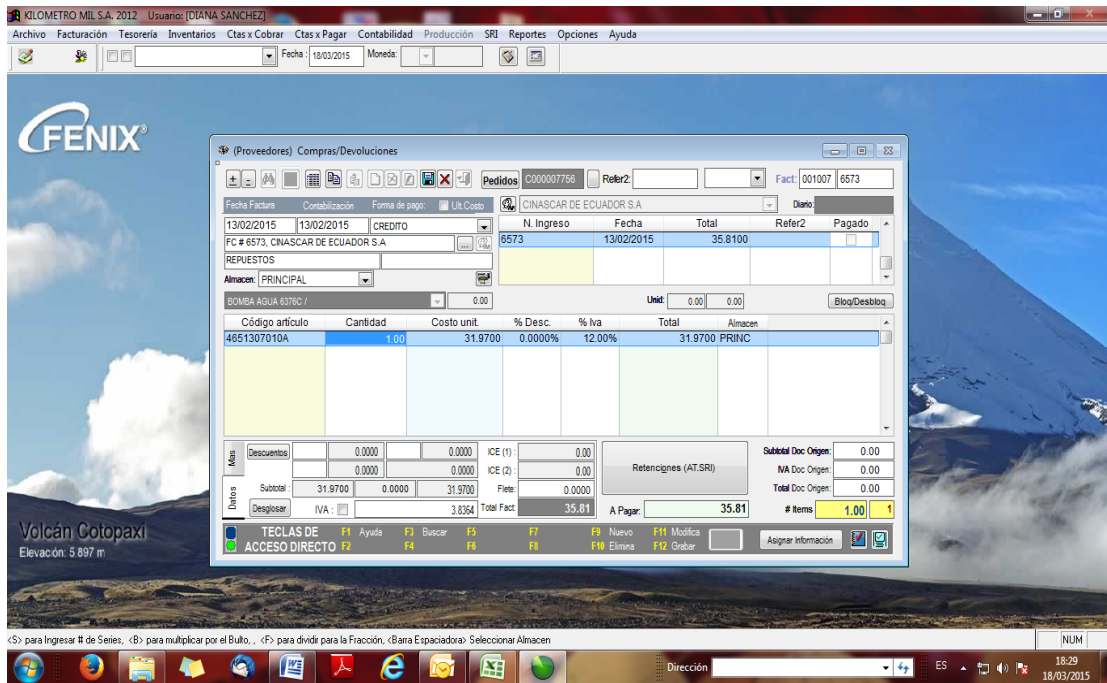 KILOMETRO MIL S.A. 2012 Usuario: [DIANA SANCHEZ]
Archivo Facturación Tesorería Inventarios Ctas x Cobrar Ctas x Pagar Contabilidad Producción SRI Reportes Opciones Ayuda
Fecha : 18/03/2015 Moneda:
FENIX®
(Proveedores) Compras/Devoluciones
Pedidos C000007756 Refer2: Fact: 001007 6573
Fecha Factura Contabilización Forma de pago: Ult.Costo CINASCAR DE ECUADOR S.A Diario:
13/02/2015 13/02/2015 CREDITO N. Ingreso Fecha Total Refer2 Pagado
FC # 6573, CINASCAR DE ECUADOR S.A ... 6573 13/02/2015 35.8100
REPUESTOS
Almacen: PRINCIPAL
BOMBA AGUA 6376C / 0.00 Unid: 0.00 0.00 Bloq/Desbloq
Código artículo Cantidad Costo unit. % Desc. % Iva Total Almacen
4651307010A 1.00 31.9700 0.0000% 12.00% 31.9700 PRINC
Mas Descuentos 0.0000 0.0000 ICE (1) : 0.00 Retenciones (AT.SRI) Subtotal Doc Origen: 0.00
0.0000 0.0000 ICE (2) : 0.00 IVA Doc Origen: 0.00
Datos Subtotal : 31.9700 0.0000 31.9700 Flete: 0.0000 Total Doc Origen: 0.00
Desglosar IVA : 3.8364 Total Fact: 35.81 A Pagar: 35.81 # Items 1.00 1
TECLAS DE F1 Ayuda F3 Buscar F5 F7 F9 Nuevo F11 Modifica
ACCESO DIRECTO F2 F4 F6 F8 F10 Elimina F12 Grabar Asignar Información
Volcán Cotopaxi
Elevación: 5.897 m
<S> para Ingresar # de Series, <B> para multiplicar por el Bulto, , <F> para dividir para la Fracción, <Barra Espaciadora> Seleccionar Almacen NUM
Dirección ES 18:29
18/03/2015